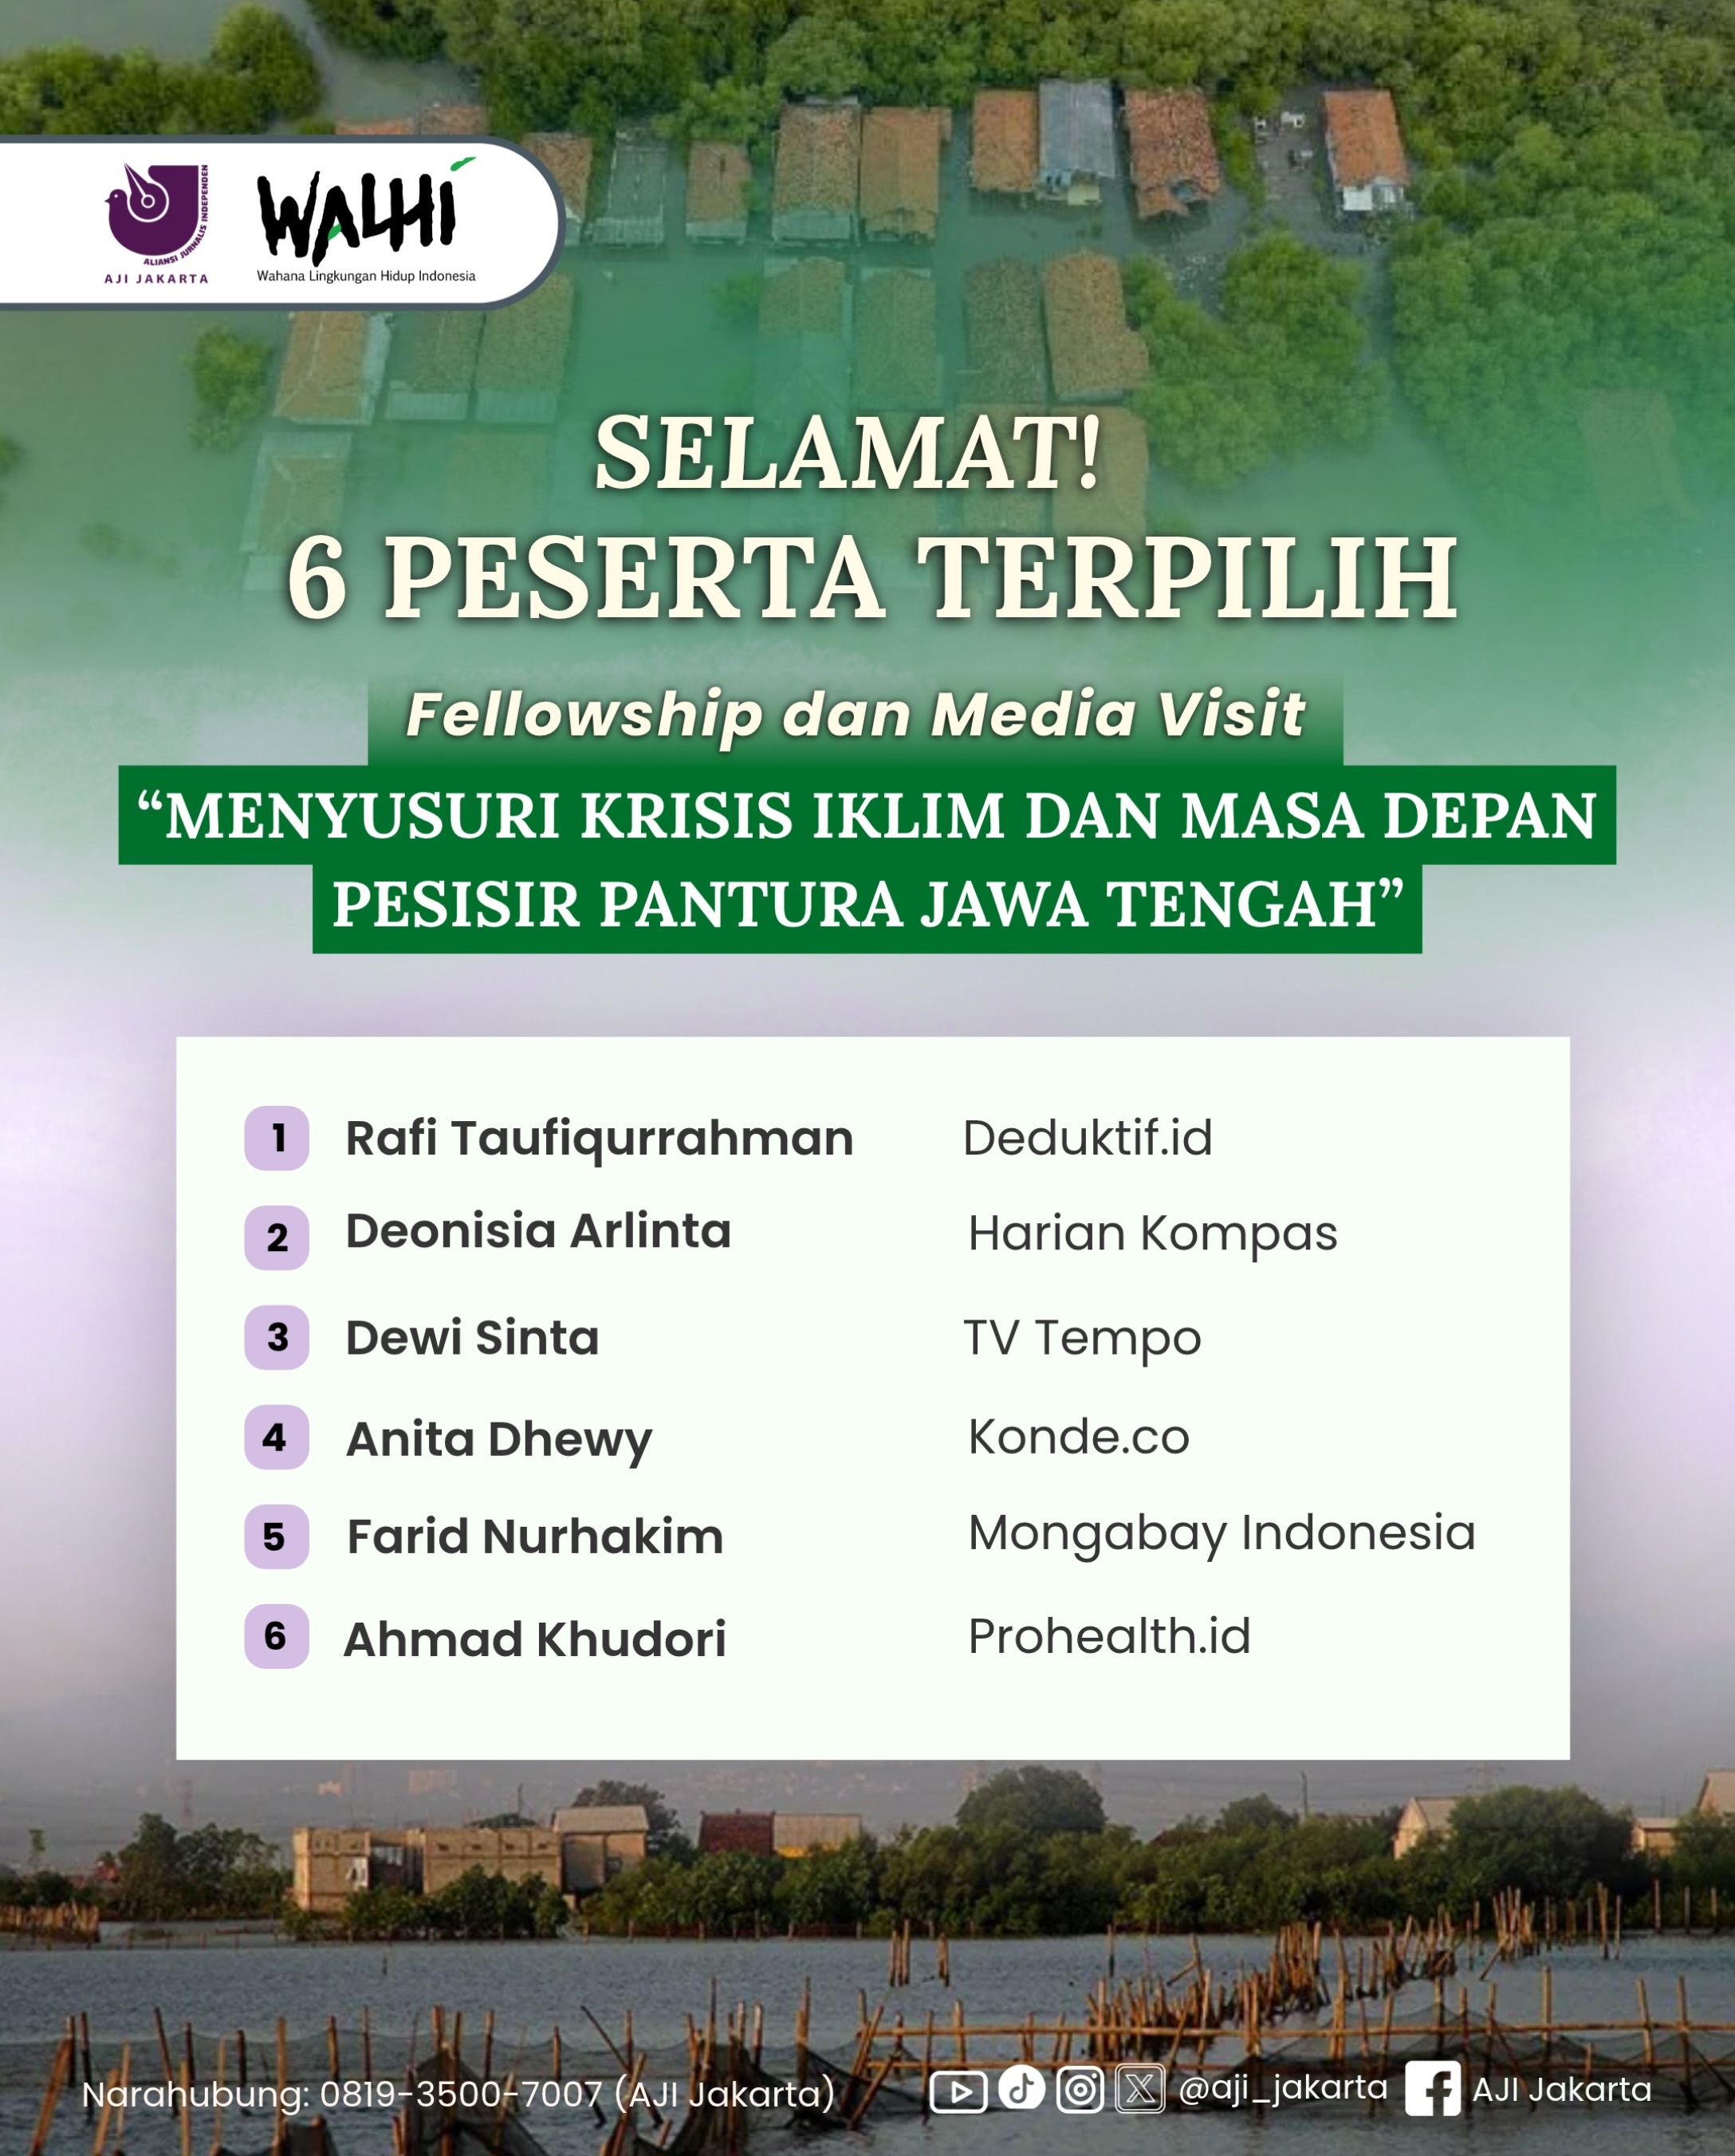 ALIANSI JURNALIS INDEPENDEN
AJI JAKARTA
WALHI
Wahana Lingkungan Hidup Indonesia
SELAMAT!
6 PESERTA TERPILIH
Fellowship dan Media Visit
“MENYUSURI KRISIS IKLIM DAN MASA DEPAN
PESISIR PANTURA JAWA TENGAH”
1 Rafi Taufiqurrahman Deduktif.id
2 Deonisia Arlinta Harian Kompas
3 Dewi Sinta TV Tempo
4 Anita Dhewy Konde.co
5 Farid Nurhakim Mongabay Indonesia
6 Ahmad Khudori Prohealth.id
Narahubung: 0819-3500-7007 (AJI Jakarta) @aji_jakarta AJI Jakarta